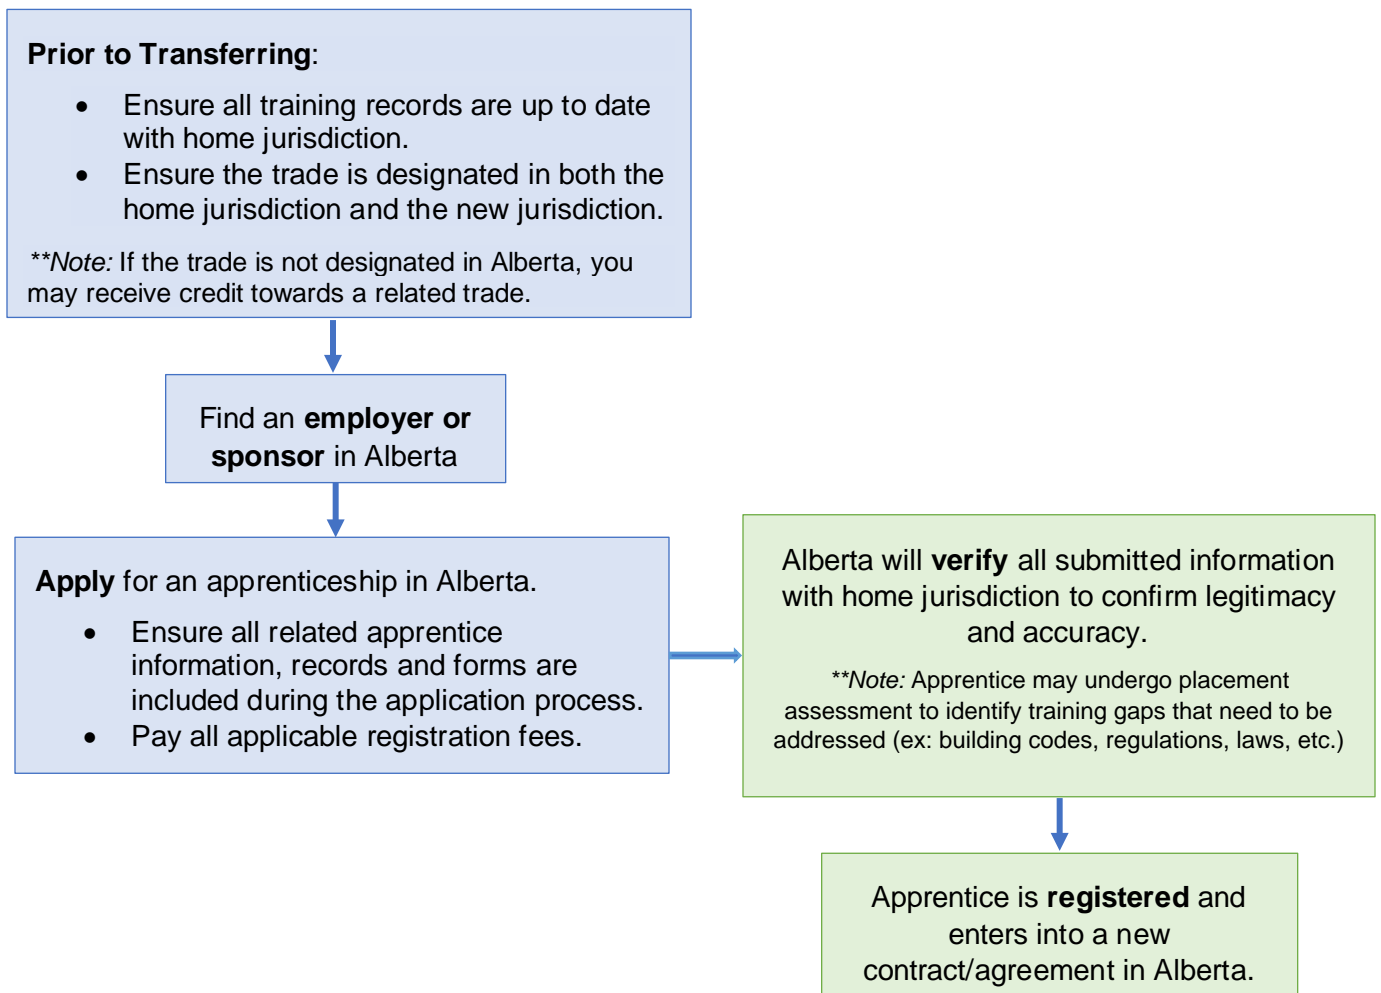 Prior to Transferring:
• Ensure all training records are up to date
with home jurisdiction.
• Ensure the trade is designated in both the
home jurisdiction and the new jurisdiction.
**Note: If the trade is not designated in Alberta, you
may receive credit towards a related trade.
Find an employer or
sponsor in Alberta
Apply for an apprenticeship in Alberta.
• Ensure all related apprentice
information, records and forms are
included during the application process.
• Pay all applicable registration fees.
Alberta will verify all submitted information
with home jurisdiction to confirm legitimacy
and accuracy.
**Note: Apprentice may undergo placement
assessment to identify training gaps that need to be
addressed (ex: building codes, regulations, laws, etc.)
Apprentice is registered and
enters into a new
contract/agreement in Alberta.